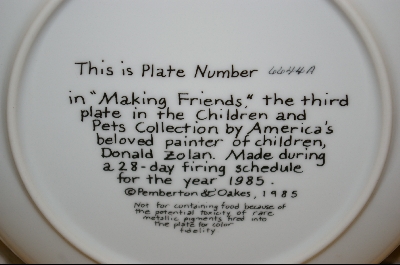 This is Plate Number 6644A
in "Making Friends," the third
plate in the Children and
Pets Collection by America's
beloved painter of children,
Donald Zolan. Made during
a 28-day firing schedule
for the year 1985.
©Pemberton & Oakes, 1985
Not for containing food because of
the potential toxicity of rare
metallic pigments fired into
the plate for color
fidelity